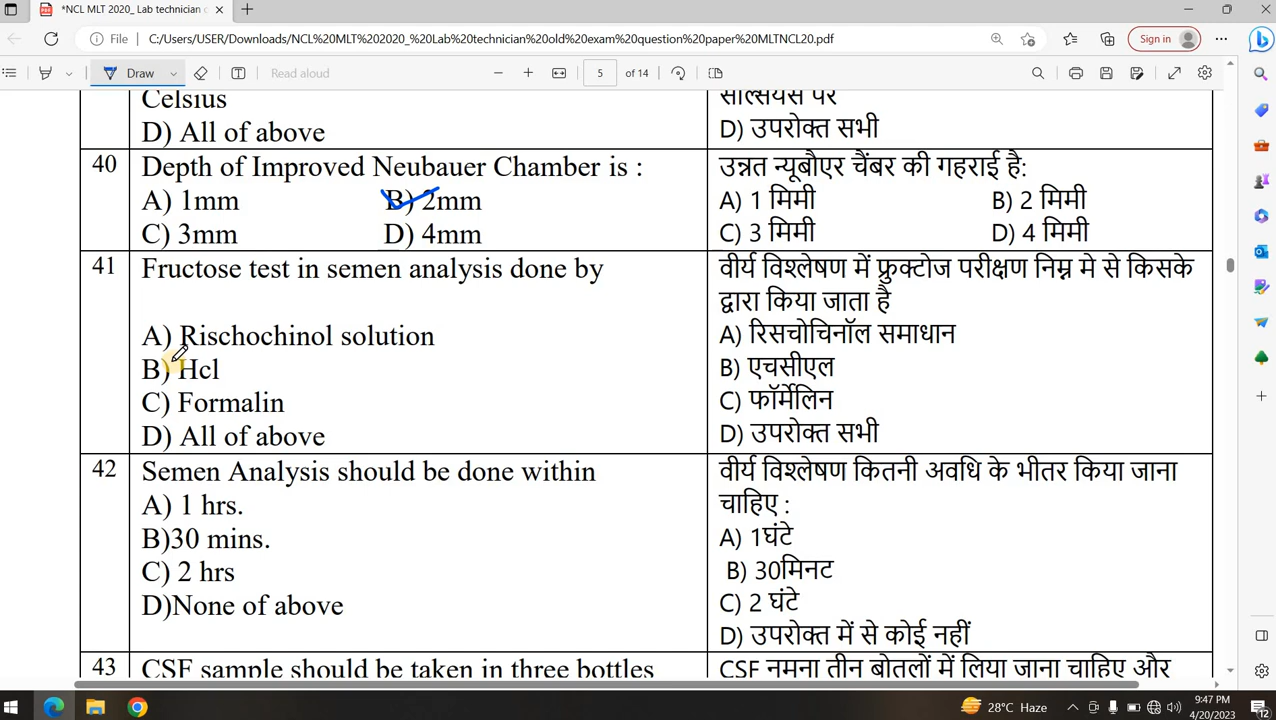 *NCL MLT 2020_ Lab technician
File
C:/Users/USER/Downloads/NCL%20MLT%202020_%20Lab%20technician%20old%20exam%20question%20paper%20MLTNCL20.pdf
Sign in
Draw
Read aloud
5 of 14
Celsius
D) All of above
सेल्सियस पर
D) उपरोक्त सभी
40
Depth of Improved Neubauer Chamber is :
A) 1mm B) 2mm
C) 3mm D) 4mm
उन्नत न्यूबौएर चैंबर की गहराई है:
A) 1 मिमी B) 2 मिमी
C) 3 मिमी D) 4 मिमी
41
Fructose test in semen analysis done by
A) Rischochinol solution
B) Hcl
C) Formalin
D) All of above
वीर्य विश्लेषण में फ्रुक्टोज परीक्षण निम्न मे से किसके
द्वारा किया जाता है
A) रिसचोचिनॉल समाधान
B) एचसीएल
C) फॉर्मेलिन
D) उपरोक्त सभी
42
Semen Analysis should be done within
A) 1 hrs.
B)30 mins.
C) 2 hrs
D)None of above
वीर्य विश्लेषण कितनी अवधि के भीतर किया जाना
चाहिए :
A) 1घंटे
B) 30मिनट
C) 2 घंटे
D) उपरोक्त में से कोई नहीं
43
CSF sample should be taken in three bottles
CSF नमूना तीन बोतलों में लिया जाना चाहिए और
28°C Haze
9:47 PM
4/20/2023
12